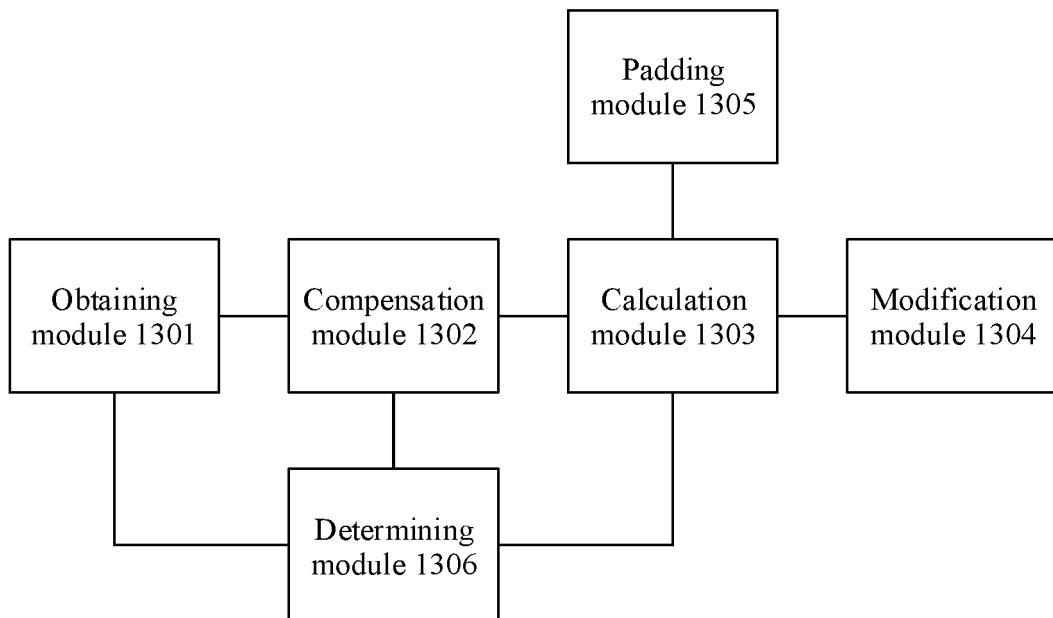 Padding
module 1305
Obtaining
module 1301
Compensation
module 1302
Calculation
module 1303
Modification
module 1304
Determining
module 1306